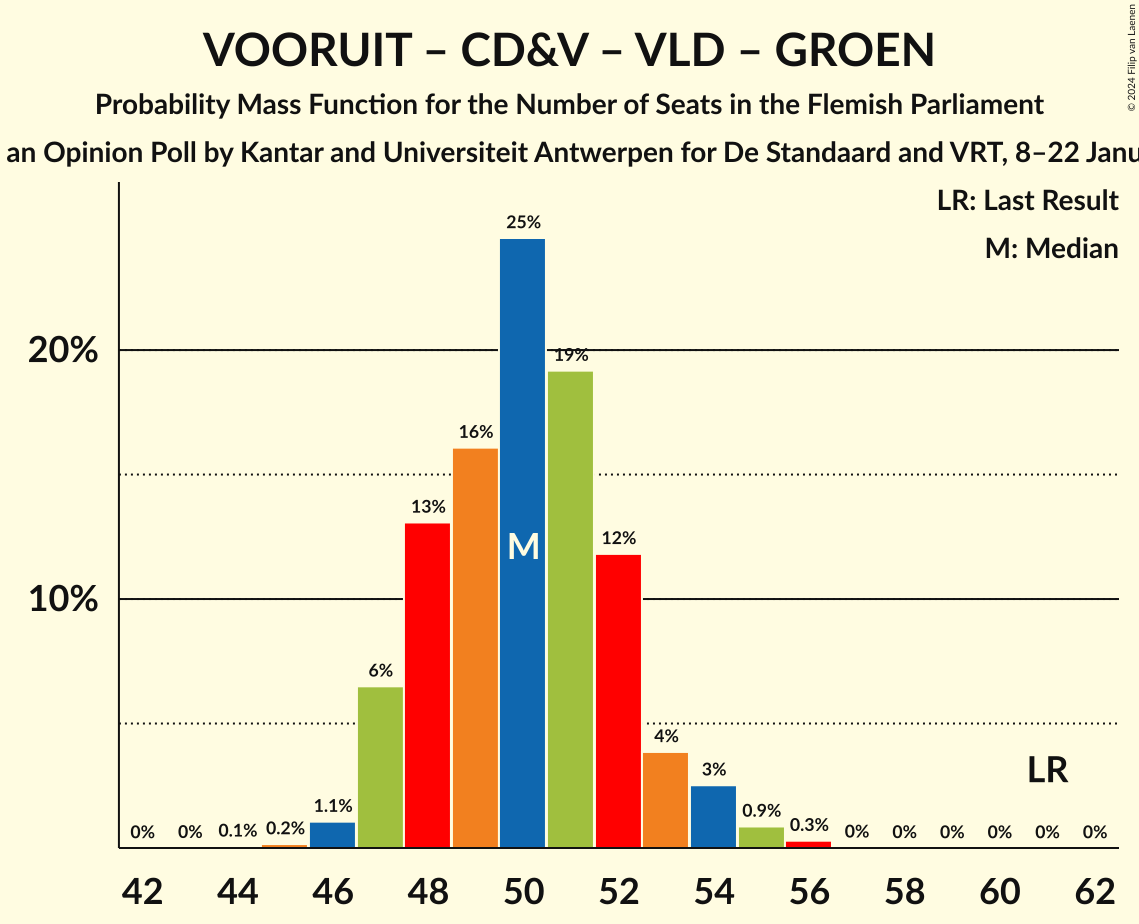 VOORUIT – CD&V – VLD – GROEN
Probability Mass Function for the Number of Seats in the Flemish Parliament
an Opinion Poll by Kantar and Universiteit Antwerpen for De Standaard and VRT, 8–22 Janu
© 2024 Filip van Laenen
LR: Last Result
M: Median
25%
20%
19%
16%
13%
M
12%
10%
6%
4%
3%
LR
1.1%
0.9%
0% 0% 0.1% 0.2% 0.3% 0% 0% 0% 0% 0% 0%
42 44 46 48 50 52 54 56 58 60 62